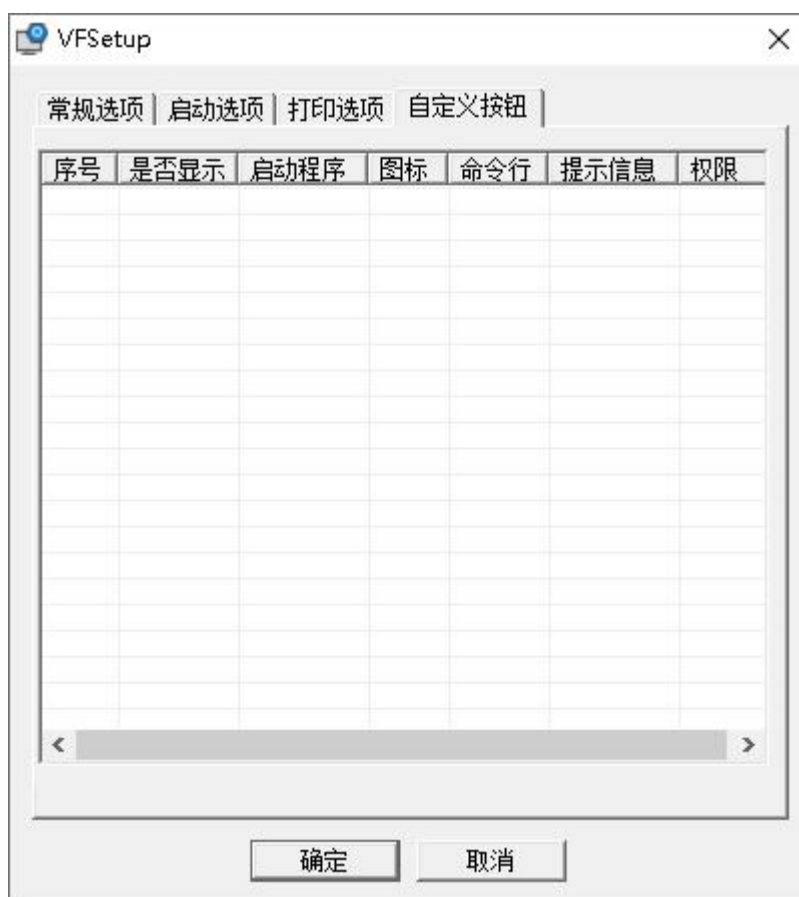 VFSetup
常规选项 启动选项 打印选项 自定义按钮
序号 是否显示 启动程序 图标 命令行 提示信息 权限
确定 取消